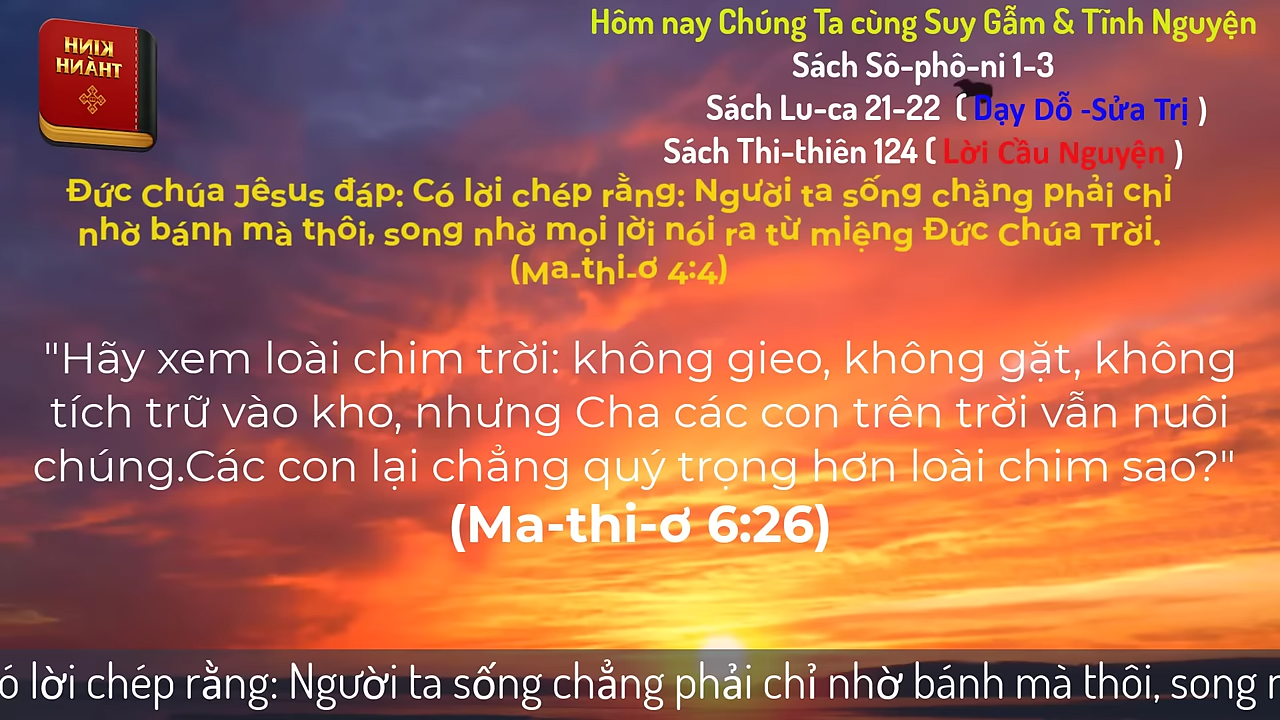 KINH
THÀNH
Hôm nay Chúng Ta cùng Suy Gẫm & Tĩnh Nguyện
Sách Sô-phô-ni 1-3
Sách Lu-ca 21-22 ( Dạy Dỗ -Sửa Trị )
Sách Thi-thiên 124 ( Lời Cầu Nguyện )
Đức Chúa Jêsus đáp: Có lời chép rằng: Người ta sống chẳng phải chỉ
nhờ bánh mà thôi, song nhờ mọi lời nói ra từ miệng Đức Chúa Trời.
(Ma-thi-ơ 4:4)
"Hãy xem loài chim trời: không gieo, không gặt, không
tích trữ vào kho, nhưng Cha các con trên trời vẫn nuôi
chúng.Các con lại chẳng quý trọng hơn loài chim sao?"
(Ma-thi-ơ 6:26)
ó lời chép rằng: Người ta sống chẳng phải chỉ nhờ bánh mà thôi, song